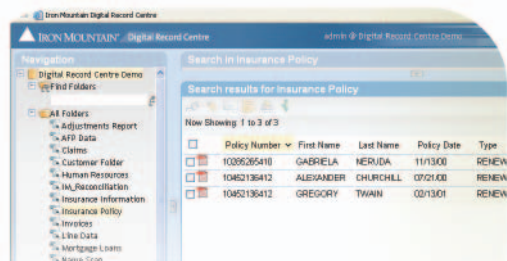 Iron Mountain Digital Record Centre
IRON MOUNTAIN Digital Record Centre admin @ Digital Record Centre Demo
Navigation
Search in Insurance Policy
Digital Record Centre Demo
Find Folders
Search results for Insurance Policy
All Folders
Now Showing: 1 to 3 of 3
Adjustments Report
AFP Data
Claims
Customer Folder
Human Resources
IM_Reconciliation
Insurance Information
Insurance Policy
Invoices
Line Data
Mortgage Loans
Name Scan
Policy Number First Name Last Name Policy Date Type
10285265410 GABRIELA NERUDA 11/13/00 RENEW
10452136412 ALEXANDER CHURCHILL 07/21/00 RENEW
10452136412 GREGORY TWAIN 02/13/01 RENEW